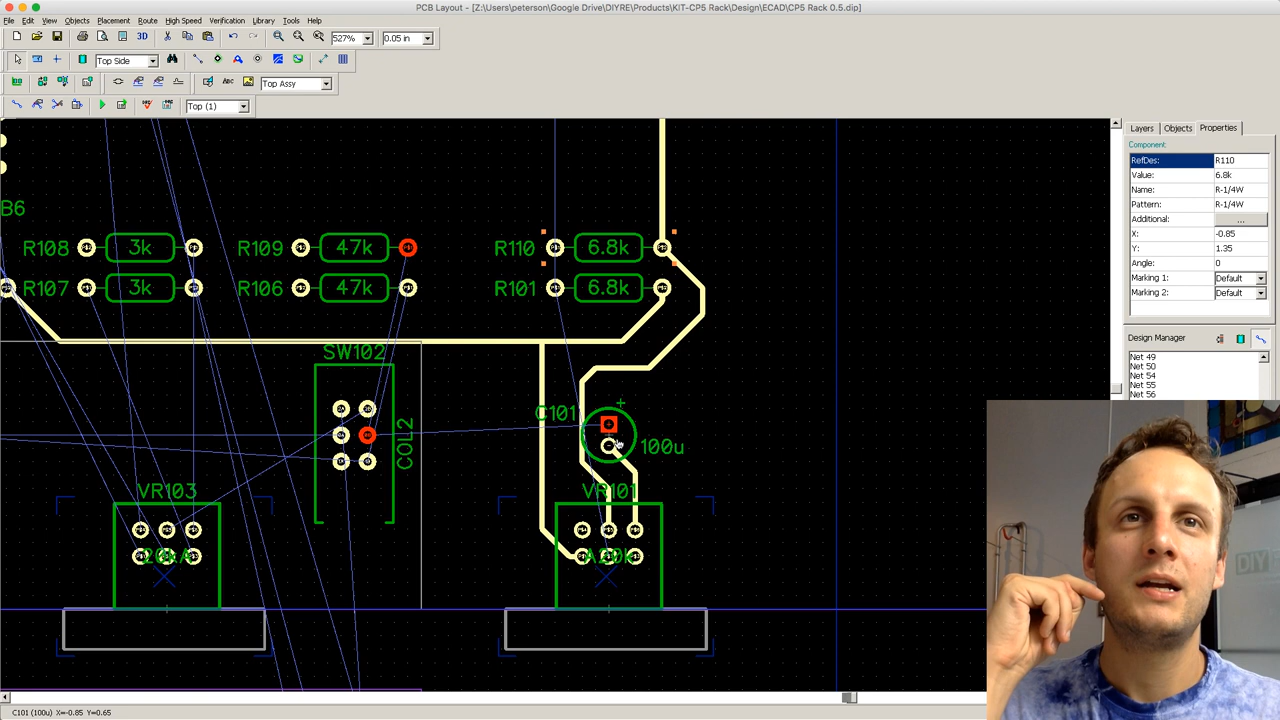 PCB Layout - [Z:\Users\peterson\Google Drive\DIYRE\Products\KIT-CP5 Rack\Design\ECAD\CP5 Rack 0.5.dip]
File Edit View Objects Placement Route High Speed Verification Library Tools Help
3D 527% 0.05 in
Top Side
Abc Top Assy
Top (1)
Layers Objects Properties
Component:
RefDes: R110
Value: 6.8k
Name: R-1/4W
Pattern: R-1/4W
Additional: ...
X: -0.85
Y: 1.35
Angle: 0
Marking 1: Default
Marking 2: Default
Design Manager
Net 49
Net 50
Net 54
Net 55
Net 56
B6
R108 3k R109 47k R110 6.8k
R107 3k R106 47k R101 6.8k
SW102
COL2
C101 +
100u
VR103 VR101
20kA A20k
DIY
C101 (100u) X=-0.85 Y=0.65